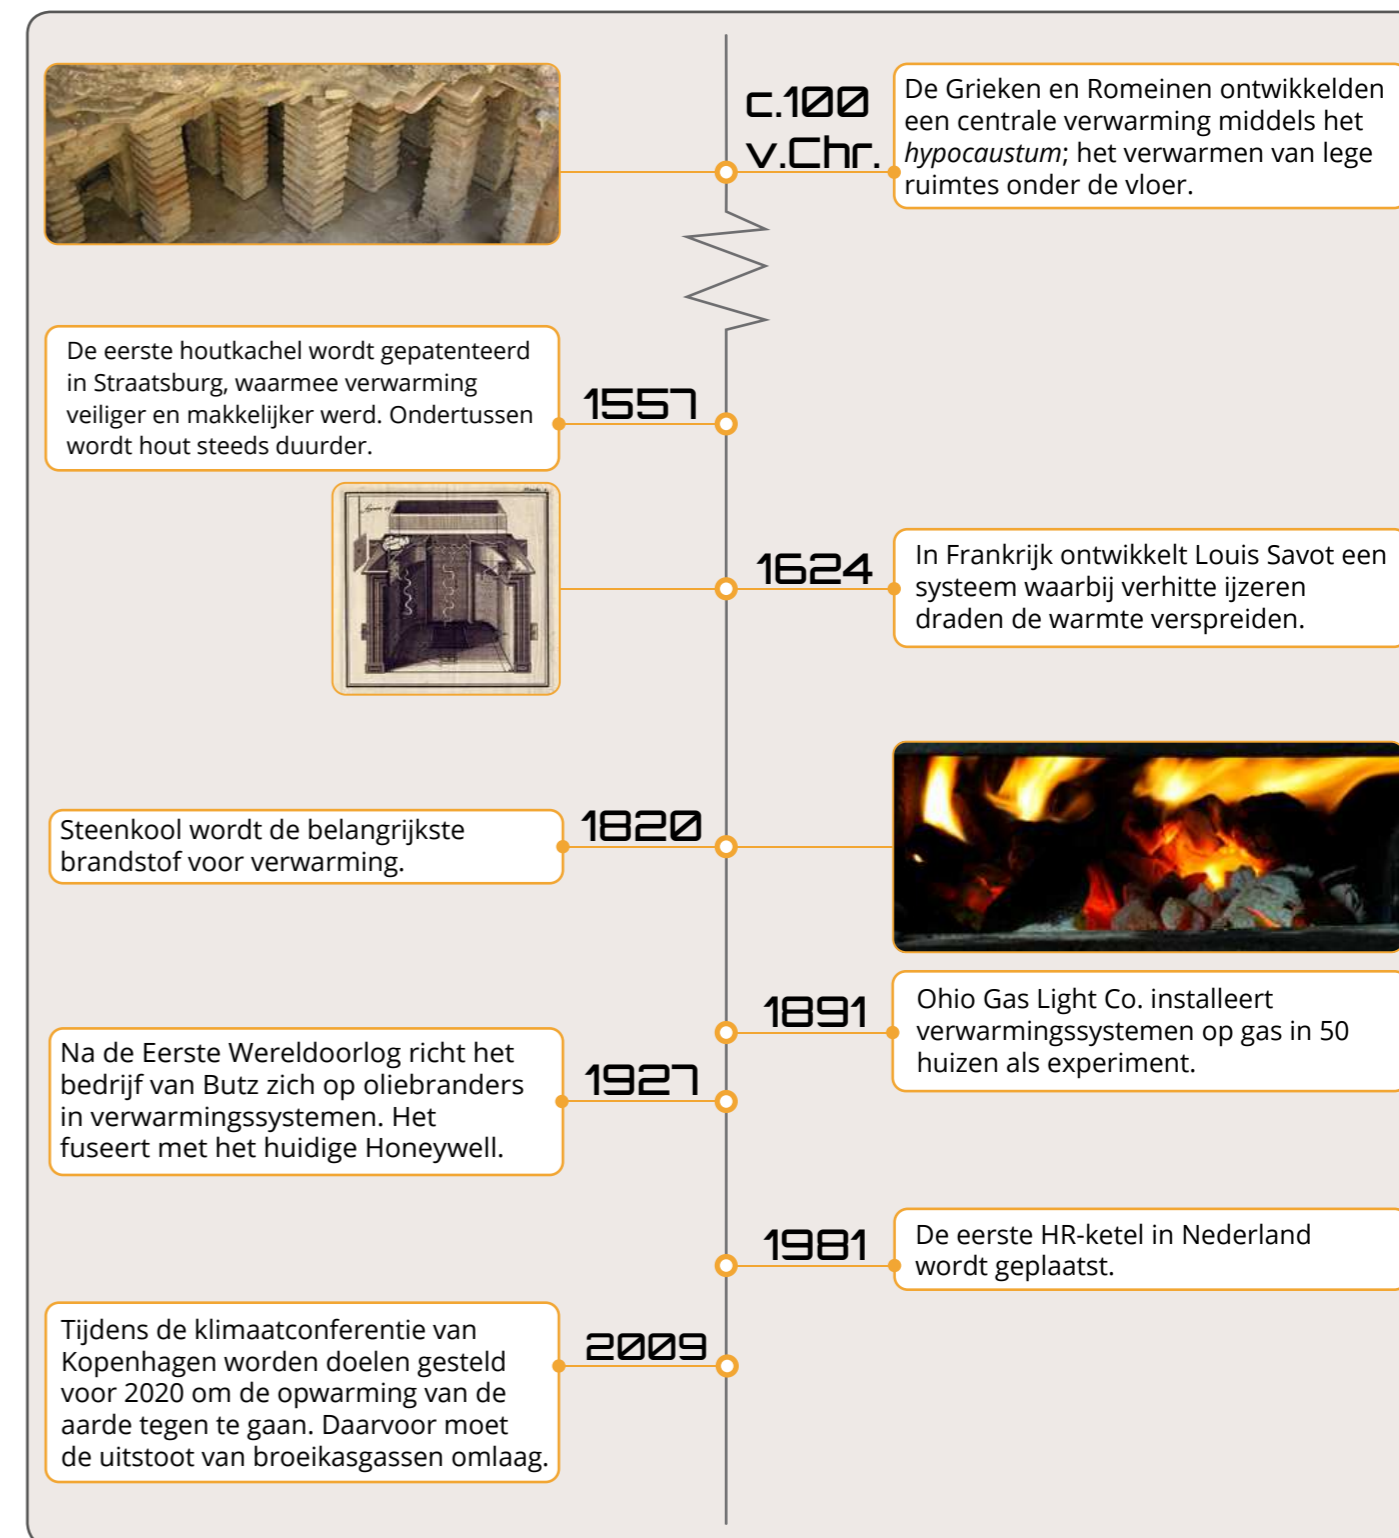 c.100
v.Chr.
De Grieken en Romeinen ontwikkelden
een centrale verwarming middels het
hypocaustum; het verwarmen van lege
ruimtes onder de vloer.
De eerste houtkachel wordt gepatenteerd
in Straatsburg, waarmee verwarming
veiliger en makkelijker werd. Ondertussen
wordt hout steeds duurder.
1557
1624
In Frankrijk ontwikkelt Louis Savot een
systeem waarbij verhitte ijzeren
draden de warmte verspreiden.
Steenkool wordt de belangrijkste
brandstof voor verwarming.
1820
1891
Ohio Gas Light Co. installeert
verwarmingssystemen op gas in 50
huizen als experiment.
Na de Eerste Wereldoorlog richt het
bedrijf van Butz zich op oliebranders
in verwarmingssystemen. Het
fuseert met het huidige Honeywell.
1927
1981
De eerste HR-ketel in Nederland
wordt geplaatst.
Tijdens de klimaatconferentie van
Kopenhagen worden doelen gesteld
voor 2020 om de opwarming van de
aarde tegen te gaan. Daarvoor moet
de uitstoot van broeikasgassen omlaag.
2009